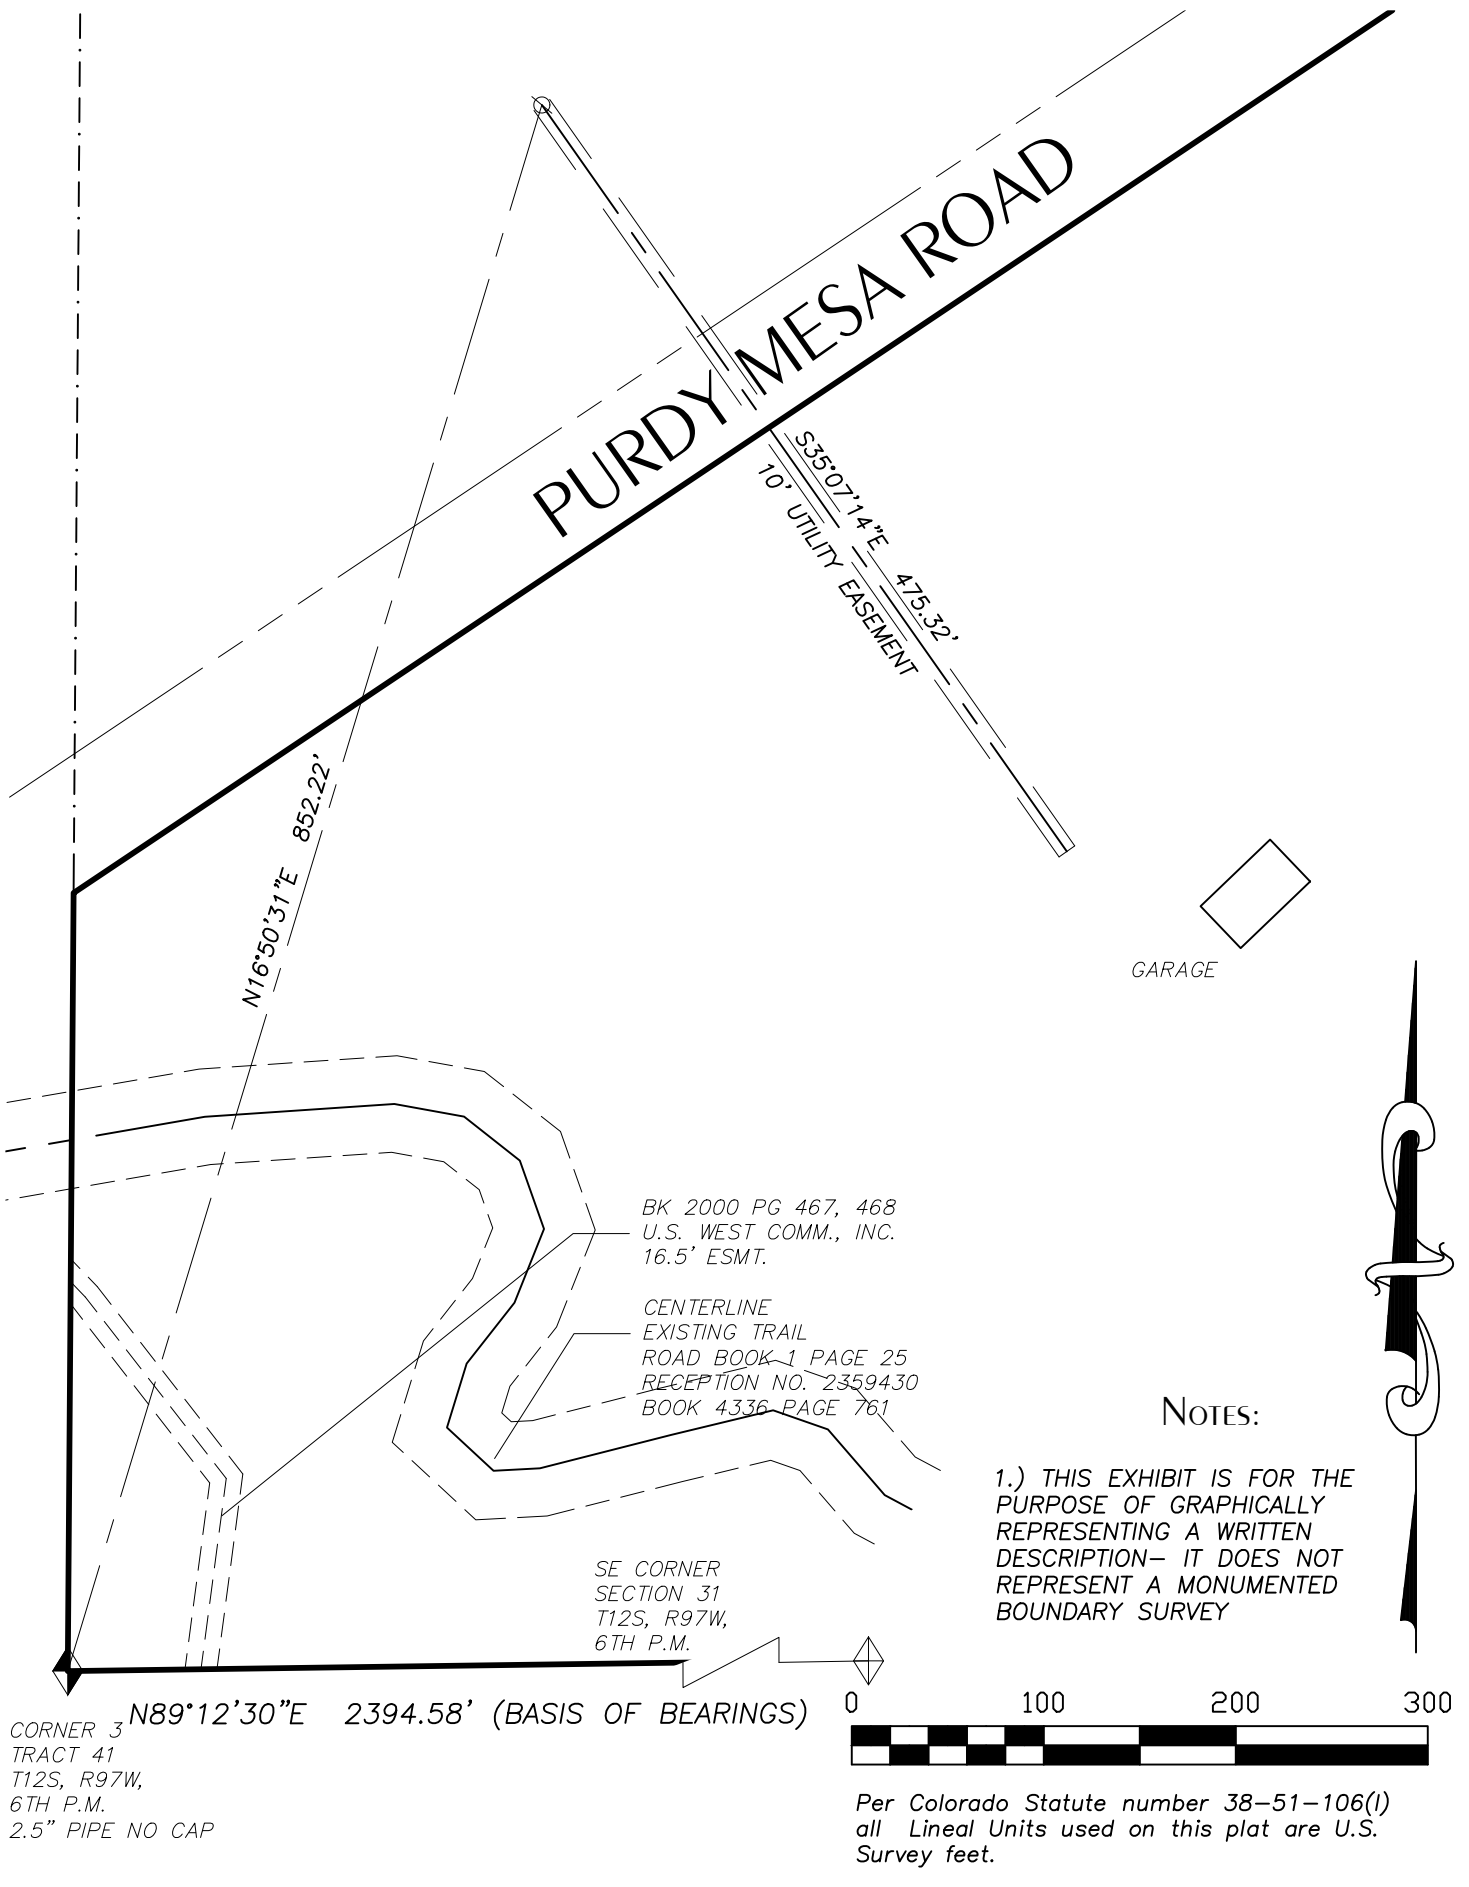 PURDY MESA ROAD
S35°07'14"E 475.32'
10' UTILITY EASEMENT
N16°50'31"E 852.22'
GARAGE
BK 2000 PG 467, 468
U.S. WEST COMM., INC.
16.5' ESMT.
CENTERLINE
EXISTING TRAIL
ROAD BOOK 1 PAGE 25
RECEPTION NO. 2359430
BOOK 4336 PAGE 761
NOTES:
1.) THIS EXHIBIT IS FOR THE
PURPOSE OF GRAPHICALLY
REPRESENTING A WRITTEN
DESCRIPTION– IT DOES NOT
REPRESENT A MONUMENTED
BOUNDARY SURVEY
SE CORNER
SECTION 31
T12S, R97W,
6TH P.M.
N89°12'30"E 2394.58' (BASIS OF BEARINGS)
CORNER 3
TRACT 41
T12S, R97W,
6TH P.M.
2.5" PIPE NO CAP
0 100 200 300
Per Colorado Statute number 38–51–106(l)
all Lineal Units used on this plat are U.S.
Survey feet.